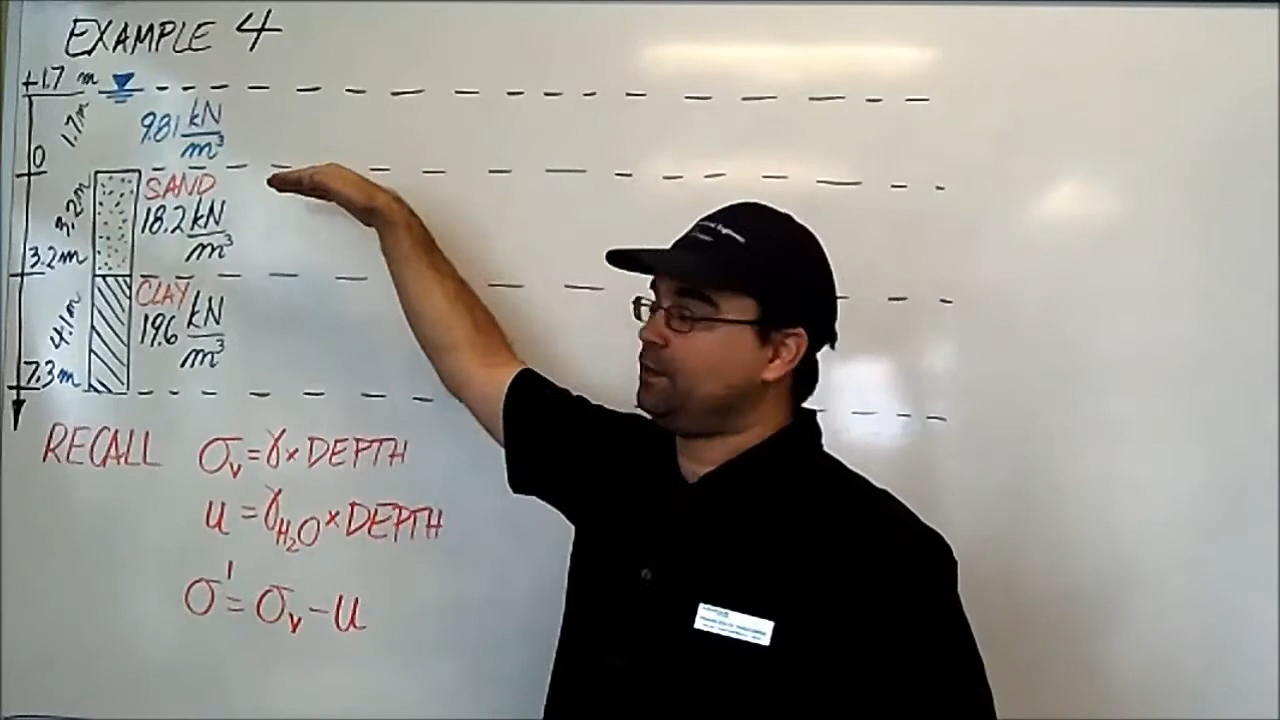 EXAMPLE 4
+1.7 m
1.7m
9.81 kN/m³
0
SAND
3.2m
18.2 kN/m³
3.2m
CLAY
4.1m
19.6 kN/m³
7.3m
RECALL σv = γ × DEPTH
u = γH₂O × DEPTH
σ' = σv - u